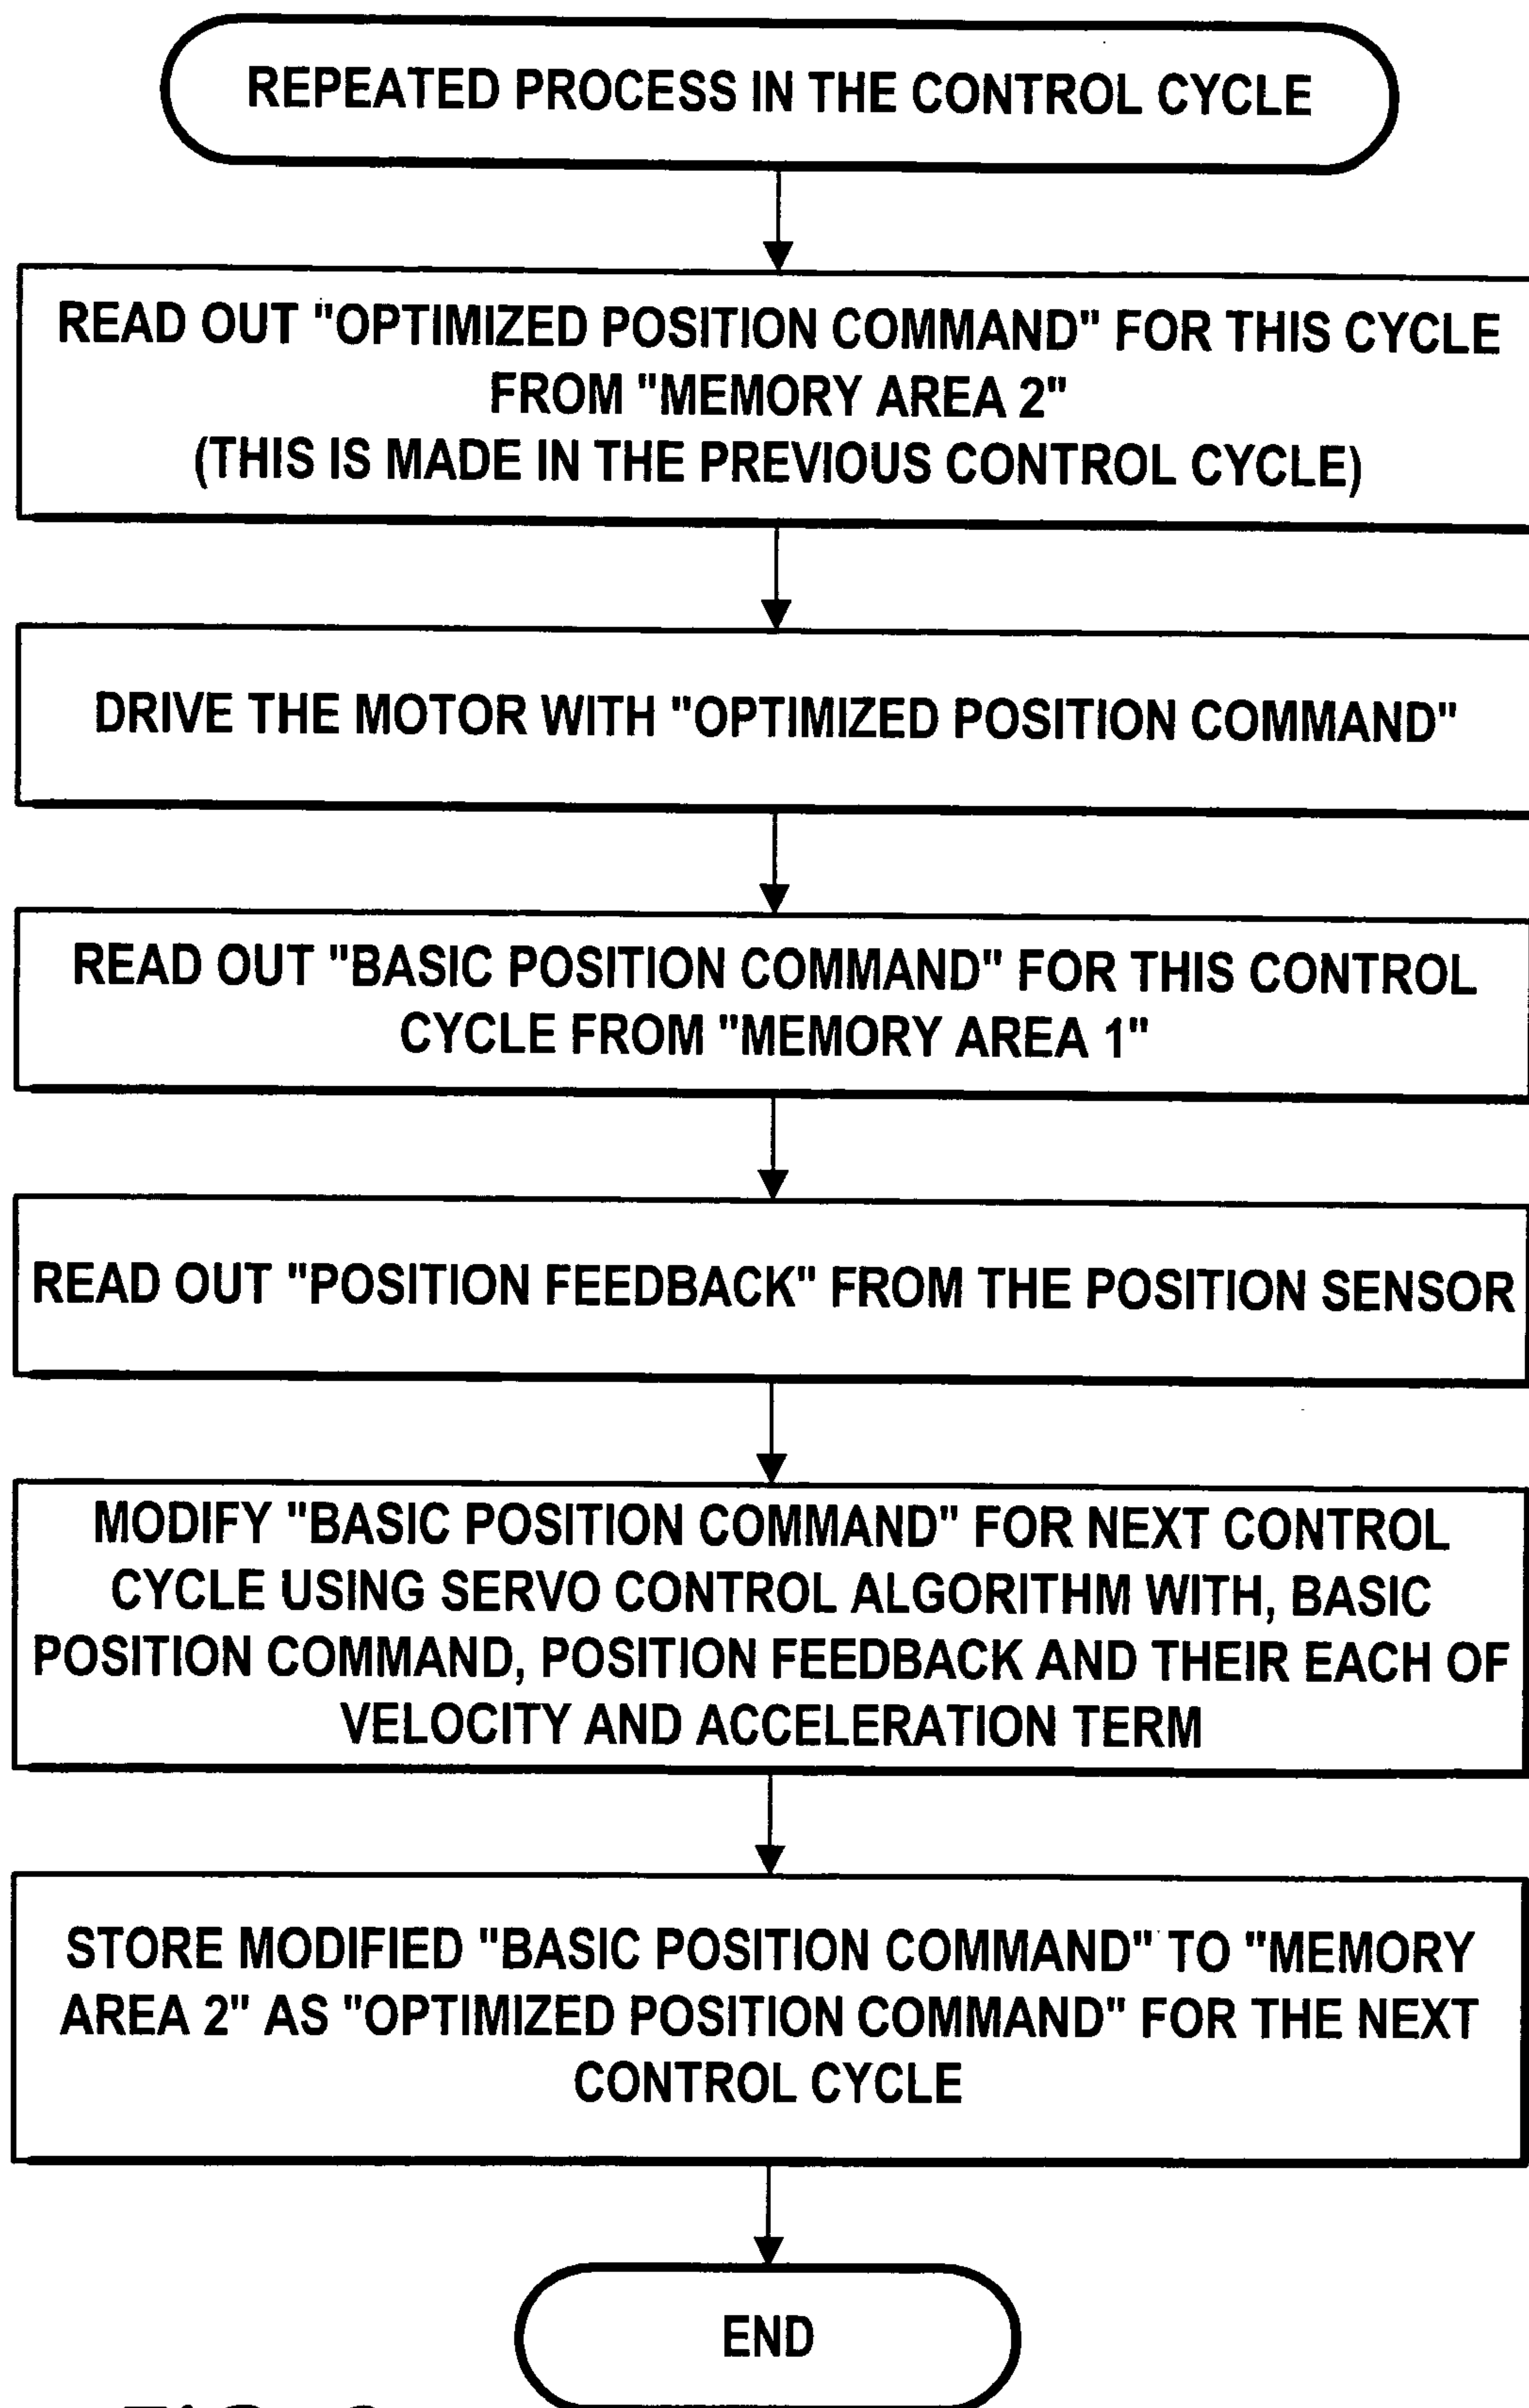 REPEATED PROCESS IN THE CONTROL CYCLE
READ OUT "OPTIMIZED POSITION COMMAND" FOR THIS CYCLE
FROM "MEMORY AREA 2"
(THIS IS MADE IN THE PREVIOUS CONTROL CYCLE)
DRIVE THE MOTOR WITH "OPTIMIZED POSITION COMMAND"
READ OUT "BASIC POSITION COMMAND" FOR THIS CONTROL
CYCLE FROM "MEMORY AREA 1"
READ OUT "POSITION FEEDBACK" FROM THE POSITION SENSOR
MODIFY "BASIC POSITION COMMAND" FOR NEXT CONTROL
CYCLE USING SERVO CONTROL ALGORITHM WITH, BASIC
POSITION COMMAND, POSITION FEEDBACK AND THEIR EACH OF
VELOCITY AND ACCELERATION TERM
STORE MODIFIED "BASIC POSITION COMMAND" TO "MEMORY
AREA 2" AS "OPTIMIZED POSITION COMMAND" FOR THE NEXT
CONTROL CYCLE
END